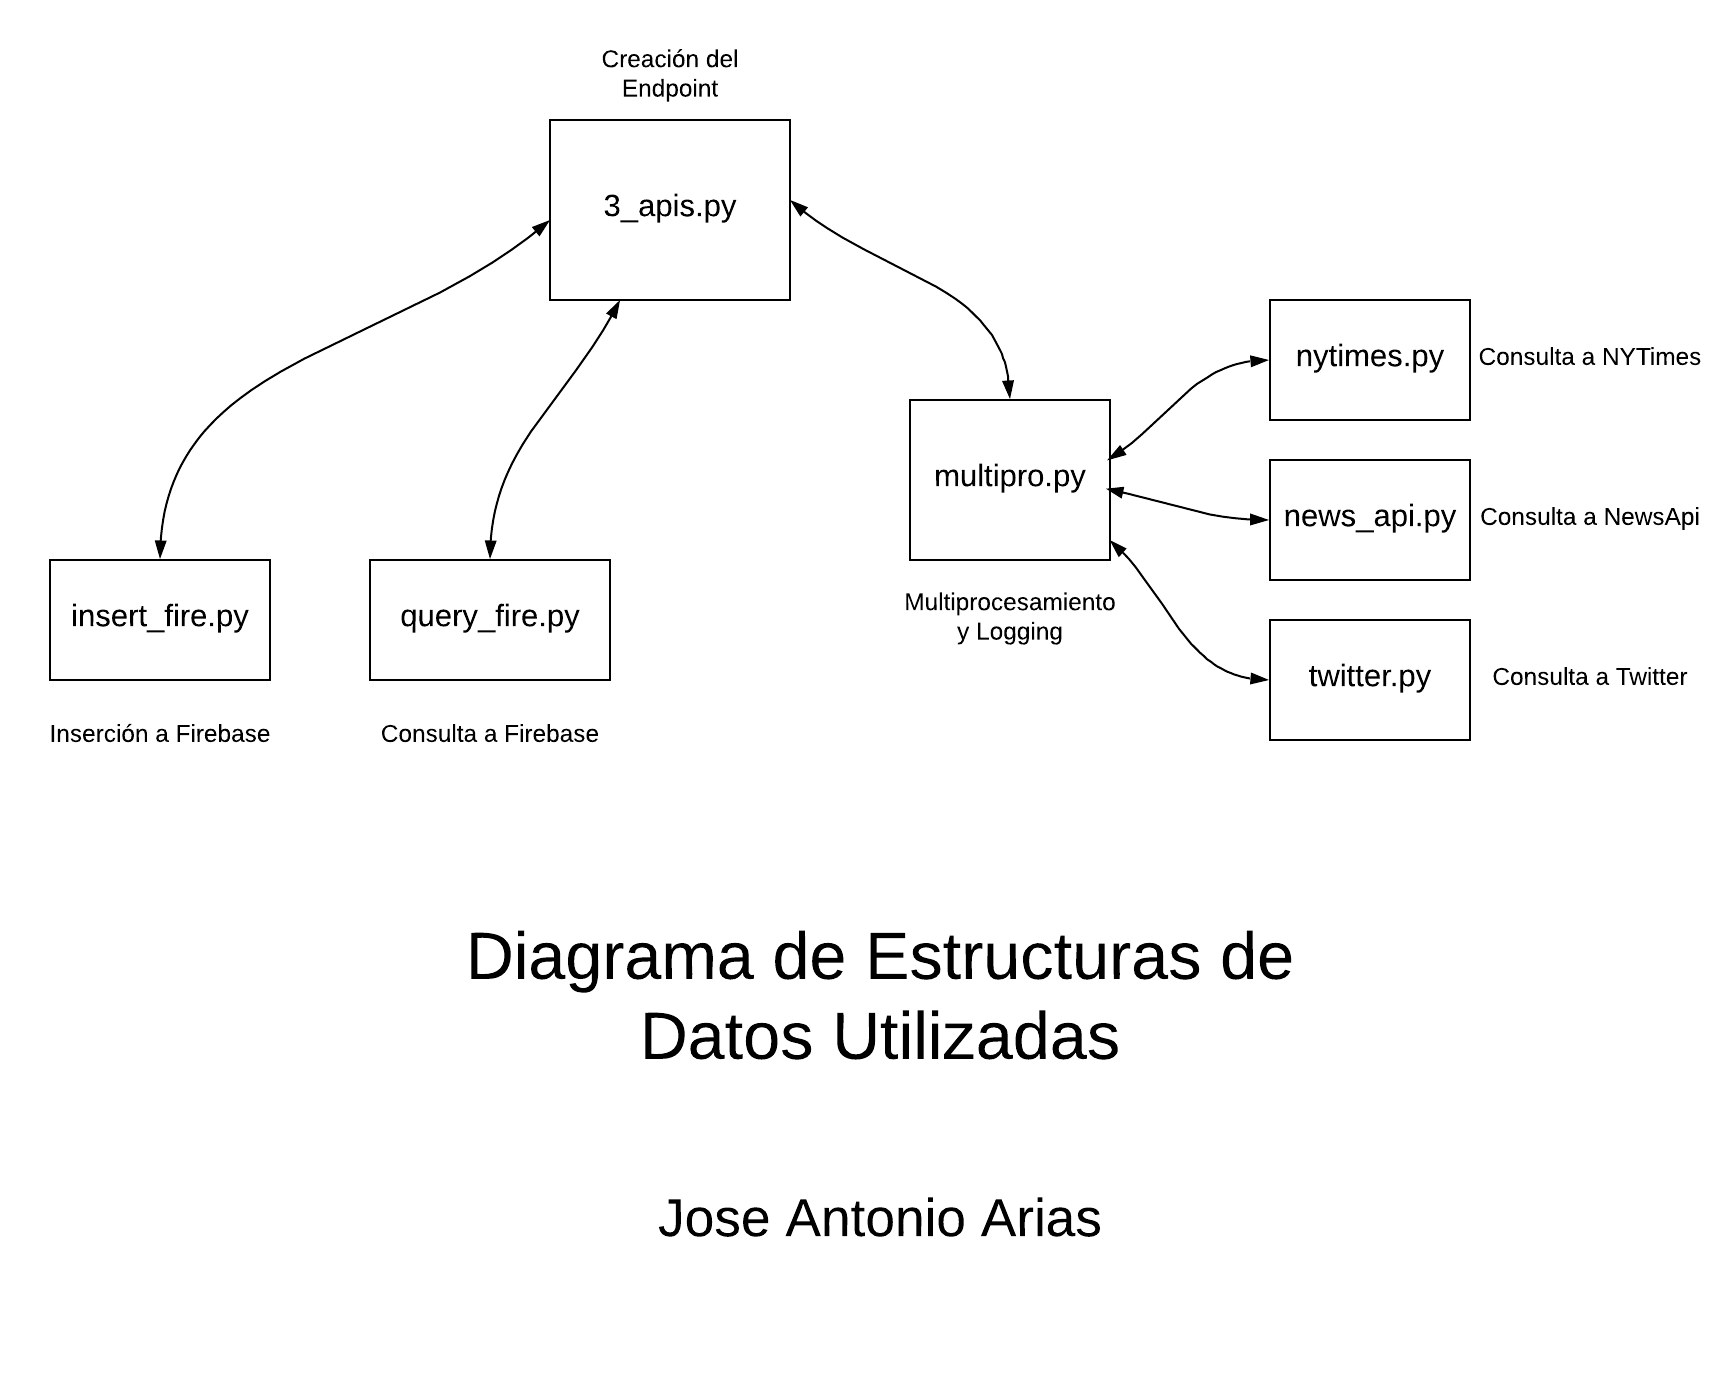 Creación del
Endpoint
3_apis.py
nytimes.py
Consulta a NYTimes
multipro.py
news_api.py
Consulta a NewsApi
Multiprocesamiento
y Logging
insert_fire.py
query_fire.py
twitter.py
Consulta a Twitter
Inserción a Firebase
Consulta a Firebase
Diagrama de Estructuras de
Datos Utilizadas
Jose Antonio Arias